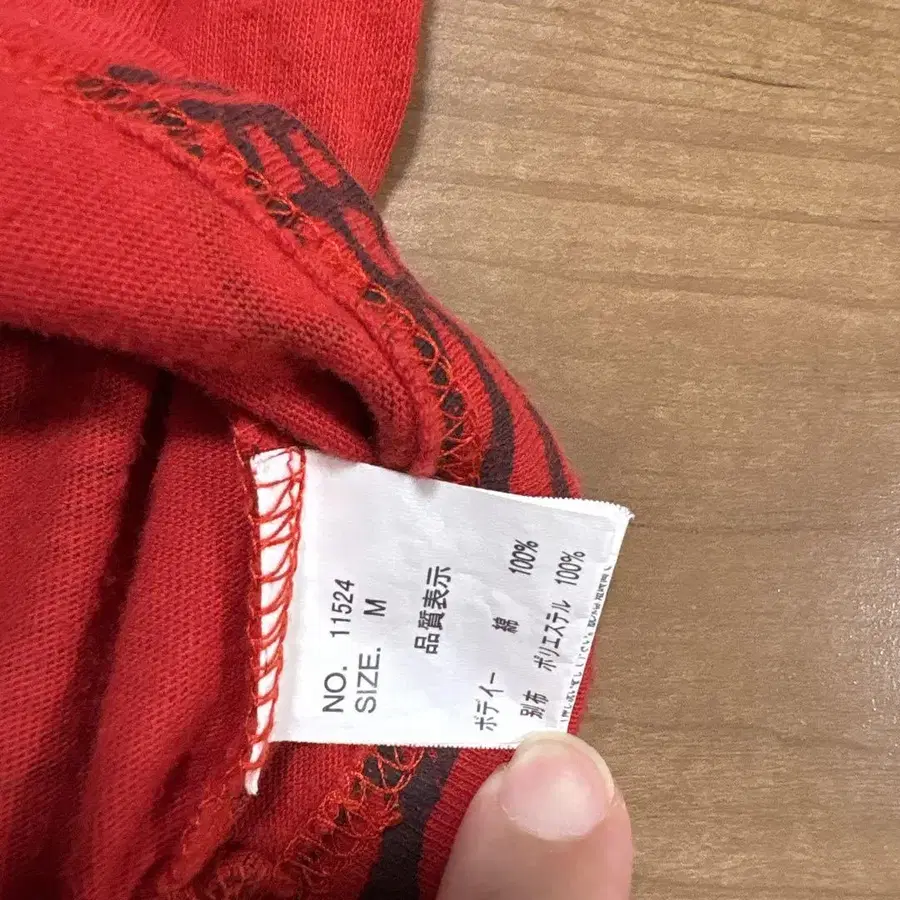 NO. 11524
SIZE. M
品質表示
ボディー 綿 100%
別布 ポリエステル 100%